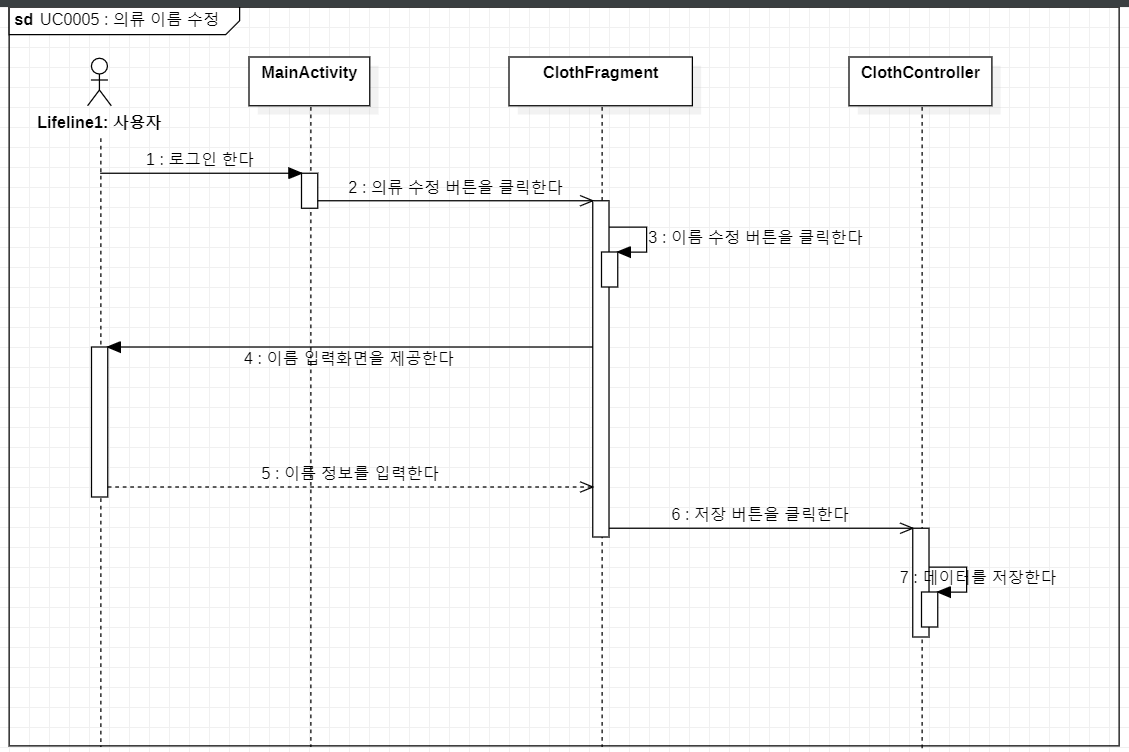 sd UC0005 : 의류 이름 수정
MainActivity
ClothFragment
ClothController
Lifeline1: 사용자
1 : 로그인 한다
2 : 의류 수정 버튼을 클릭한다
3 : 이름 수정 버튼을 클릭한다
4 : 이름 입력화면을 제공한다
5 : 이름 정보를 입력한다
6 : 저장 버튼을 클릭한다
7 : 데이터를 저장한다